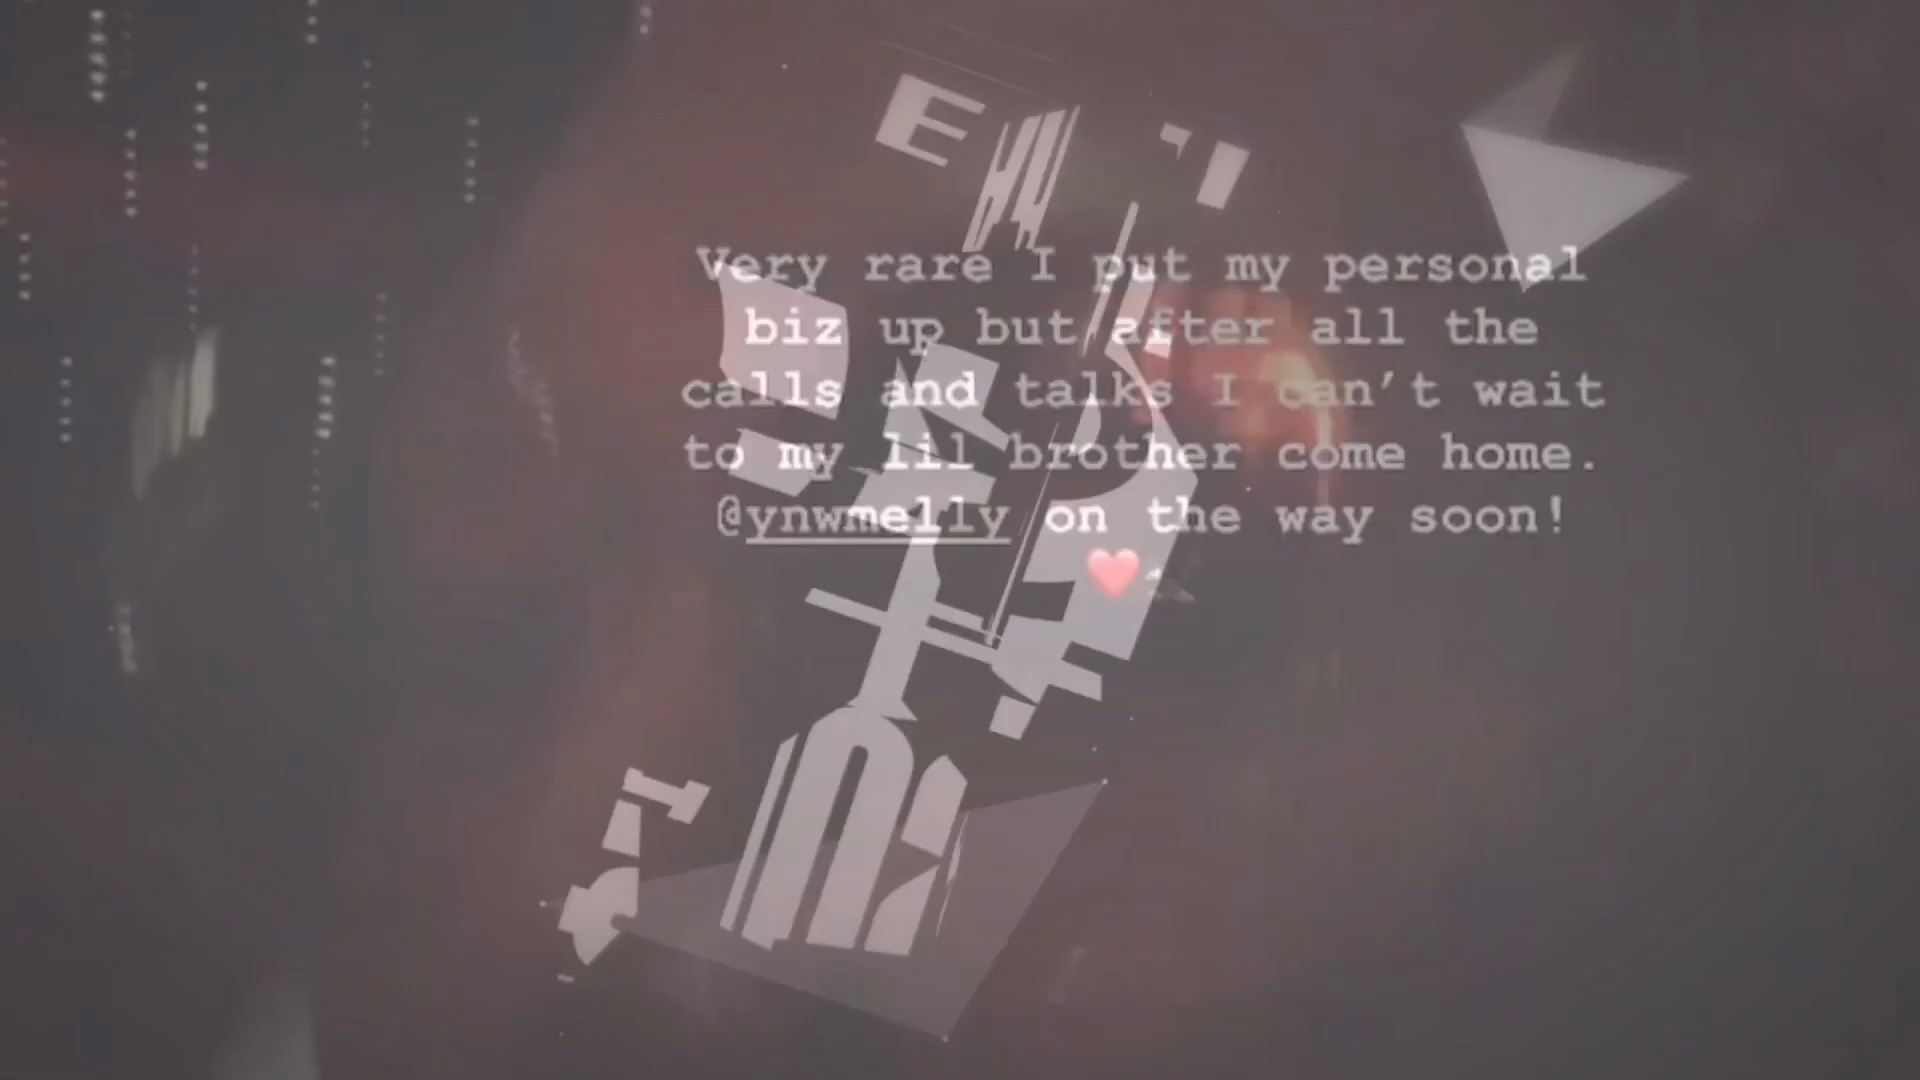 Very rare I put my personal
biz up but after all the
calls and talks I can't wait
to my lil brother come home.
@ynwmelly on the way soon!
❤️